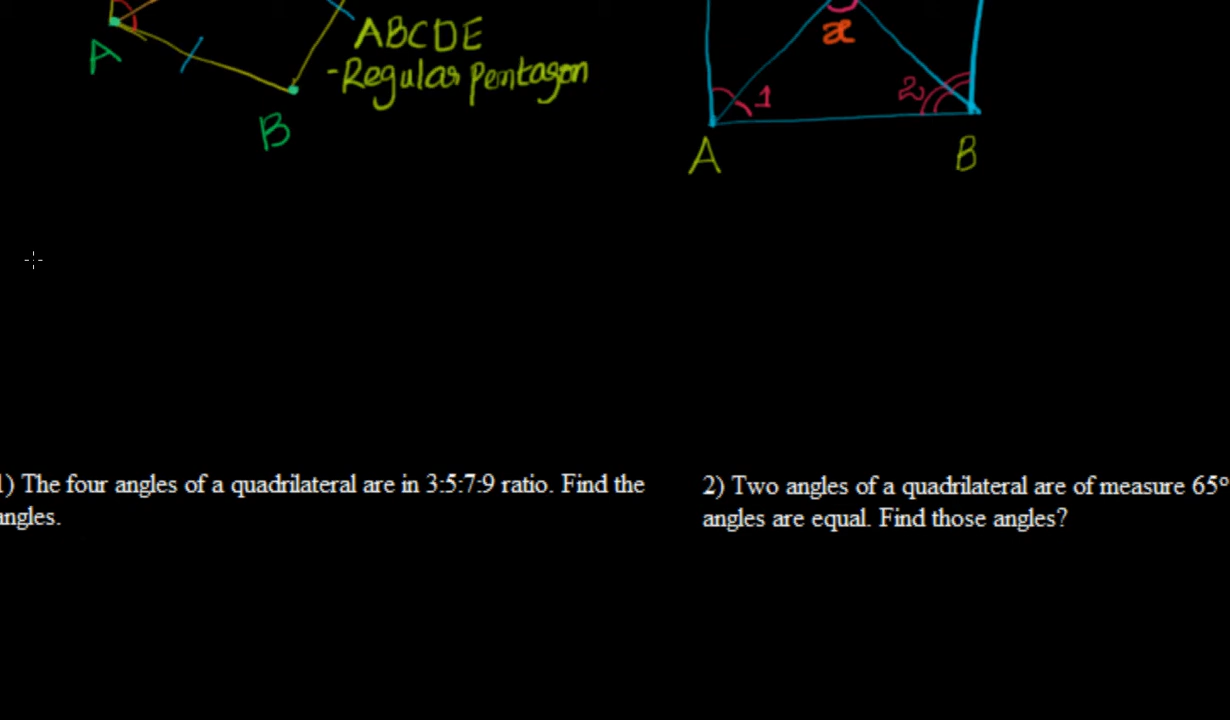 ABCDE
-Regular pentagon
A
B
x
1
2
A
B
1) The four angles of a quadrilateral are in 3:5:7:9 ratio. Find the
angles.
2) Two angles of a quadrilateral are of measure 65°
angles are equal. Find those angles?